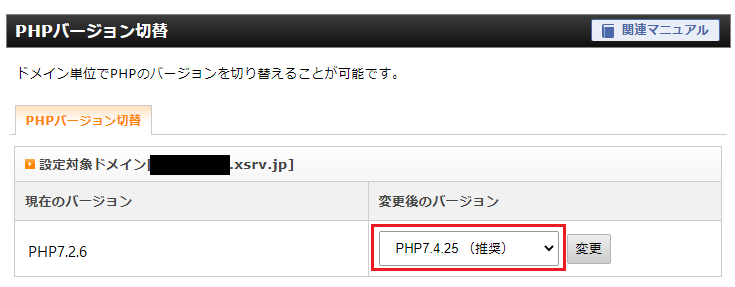 PHPバージョン切替
関連マニュアル
ドメイン単位でPHPのバージョンを切り替えることが可能です。
PHPバージョン切替
設定対象ドメイン[.xsrv.jp]
現在のバージョン 変更後のバージョン
PHP7.2.6 PHP7.4.25 （推奨） 変更